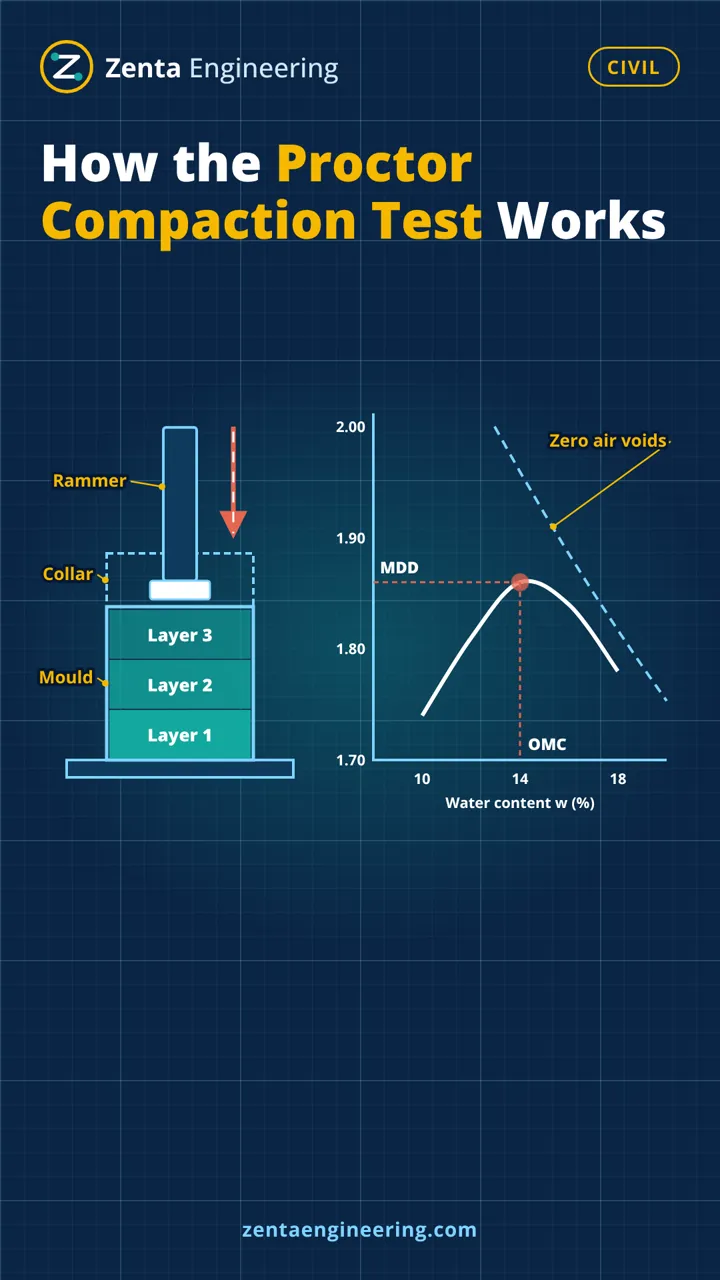 Zenta Engineering
CIVIL
How the Proctor
Compaction Test Works
Rammer
Collar
Mould
Layer 3
Layer 2
Layer 1
2.00
1.90
1.80
1.70
Zero air voids
MDD
OMC
10 14 18
Water content w (%)
zentaengineering.com